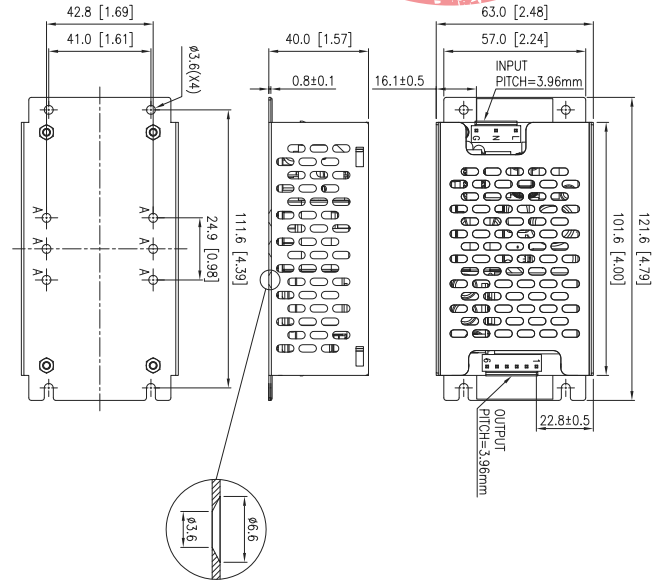 42.8 [1.69]
41.0 [1.61]
ø3.6(X4)
A
A
A
A
A
A
24.9 [0.98]
111.6 [4.39]
40.0 [1.57]
0.8±0.1
ø3.6
ø6.6
63.0 [2.48]
57.0 [2.24]
16.1±0.5
INPUT
PITCH=3.96mm
G N L
101.6 [4.00]
121.6 [4.79]
6 1
22.8±0.5
OUTPUT
PITCH=3.96mm